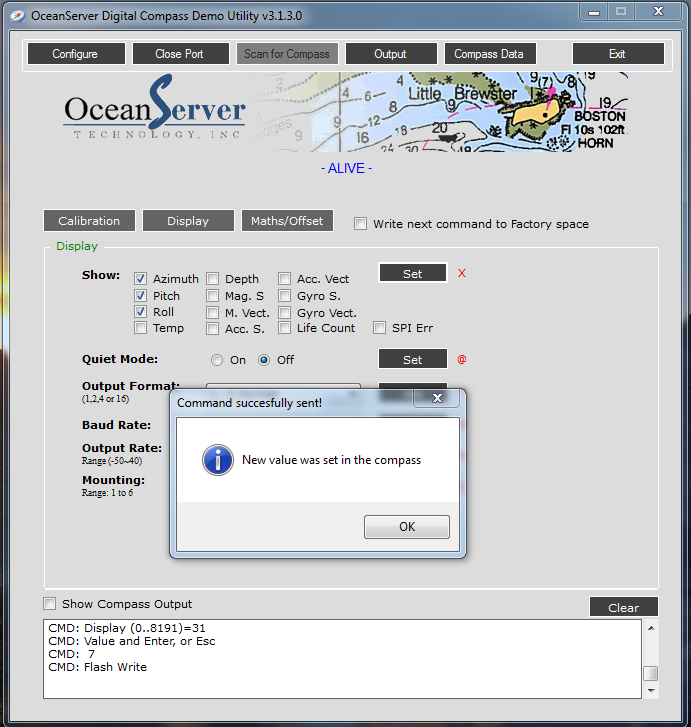 OceanServer Digital Compass Demo Utility v3.1.3.0
Configure Close Port Scan for Compass Output Compass Data Exit
OceanServer
TECHNOLOGY, INC
Little Brewster
BOSTON
Fl 10s 102ft
HORN
- ALIVE -
Calibration Display Maths/Offset Write next command to Factory space
Display
Show: Azimuth Depth Acc. Vect Set X
Pitch Mag. S Gyro S.
Roll M. Vect. Gyro Vect.
Temp Acc. S. Life Count SPI Err
Quiet Mode: On Off Set @
Output Format:
(1,2,4 or 16)
Baud Rate:
Output Rate:
Range (-50-40)
Mounting:
Range: 1 to 6
Command succesfully sent!
New value was set in the compass
OK
Show Compass Output Clear
CMD: Display (0..8191)=31
CMD: Value and Enter, or Esc
CMD: 7
CMD: Flash Write